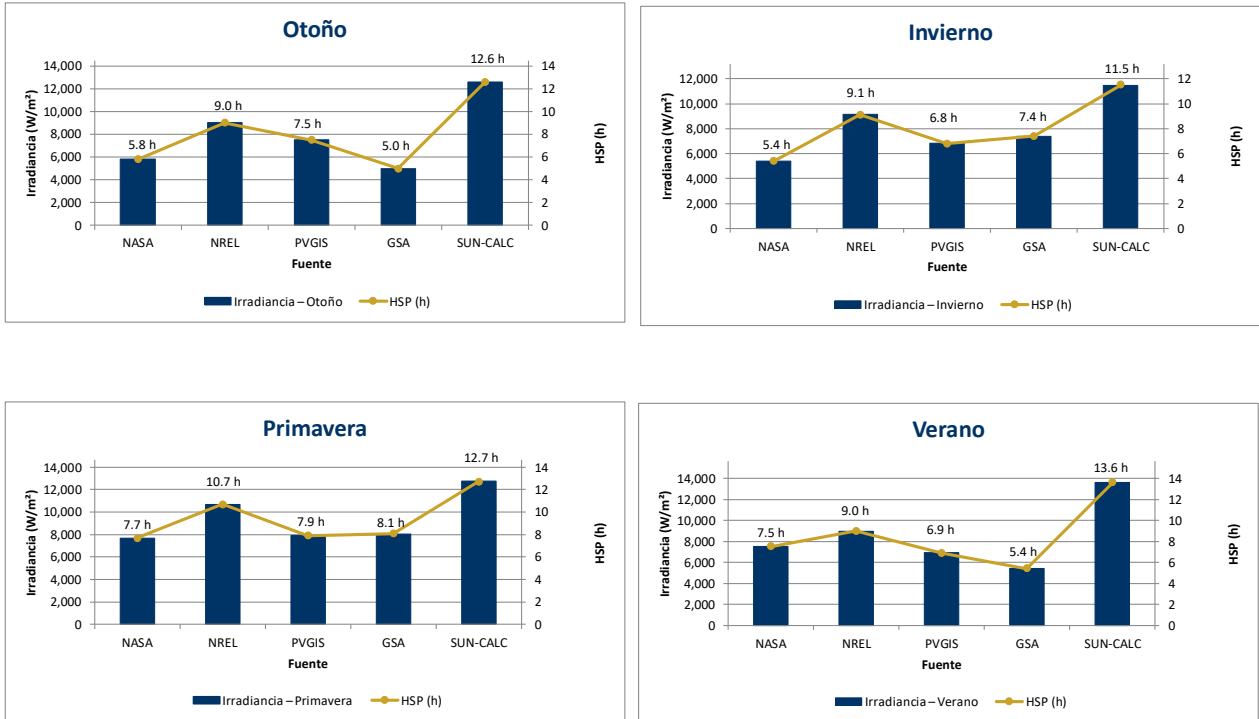 Otoño
Irradiancia (W/m²)
14,000
12,000
10,000
8,000
6,000
4,000
2,000
0
5.8 h
9.0 h
7.5 h
5.0 h
12.6 h
14
12
10
8
6
4
2
0
HSP (h)
NASA NREL PVGIS GSA SUN-CALC
Fuente
Irradiancia – Otoño HSP (h)
Invierno
Irradiancia (W/m²)
12,000
10,000
8,000
6,000
4,000
2,000
0
5.4 h
9.1 h
6.8 h
7.4 h
11.5 h
12
10
8
6
4
2
0
HSP (h)
NASA NREL PVGIS GSA SUN-CALC
Fuente
Irradiancia – Invierno HSP (h)
Primavera
Irradiancia (W/m²)
14,000
12,000
10,000
8,000
6,000
4,000
2,000
0
7.7 h
10.7 h
7.9 h
8.1 h
12.7 h
14
12
10
8
6
4
2
0
HSP (h)
NASA NREL PVGIS GSA SUN-CALC
Fuente
Irradiancia – Primavera HSP (h)
Verano
Irradiancia (W/m²)
14,000
12,000
10,000
8,000
6,000
4,000
2,000
0
7.5 h
9.0 h
6.9 h
5.4 h
13.6 h
14
12
10
8
6
4
2
0
HSP (h)
NASA NREL PVGIS GSA SUN-CALC
Fuente
Irradiancia – Verano HSP (h)